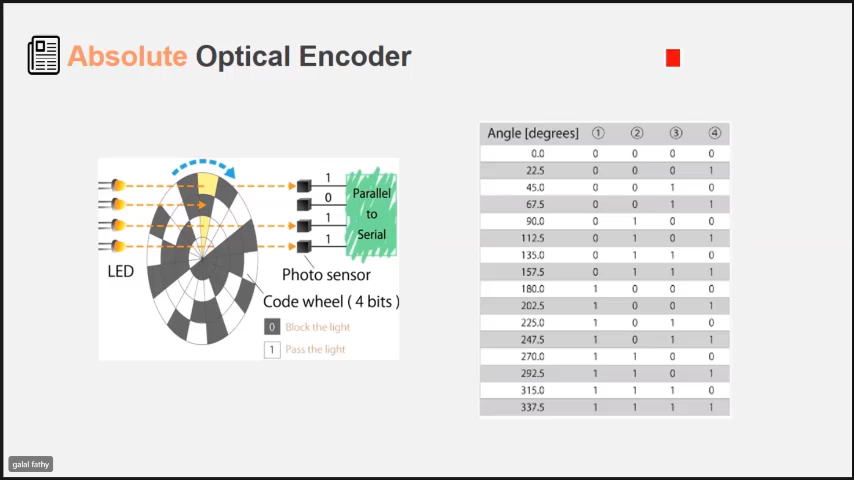 Absolute Optical Encoder
1
0
1
1
Parallel
to
Serial
LED
Photo sensor
Code wheel ( 4 bits )
0 Block the light
1 Pass the light
Angle [degrees] ① ② ③ ④
0.0 0 0 0 0
22.5 0 0 0 1
45.0 0 0 1 0
67.5 0 0 1 1
90.0 0 1 0 0
112.5 0 1 0 1
135.0 0 1 1 0
157.5 0 1 1 1
180.0 1 0 0 0
202.5 1 0 0 1
225.0 1 0 1 0
247.5 1 0 1 1
270.0 1 1 0 0
292.5 1 1 0 1
315.0 1 1 1 0
337.5 1 1 1 1
galal fathy